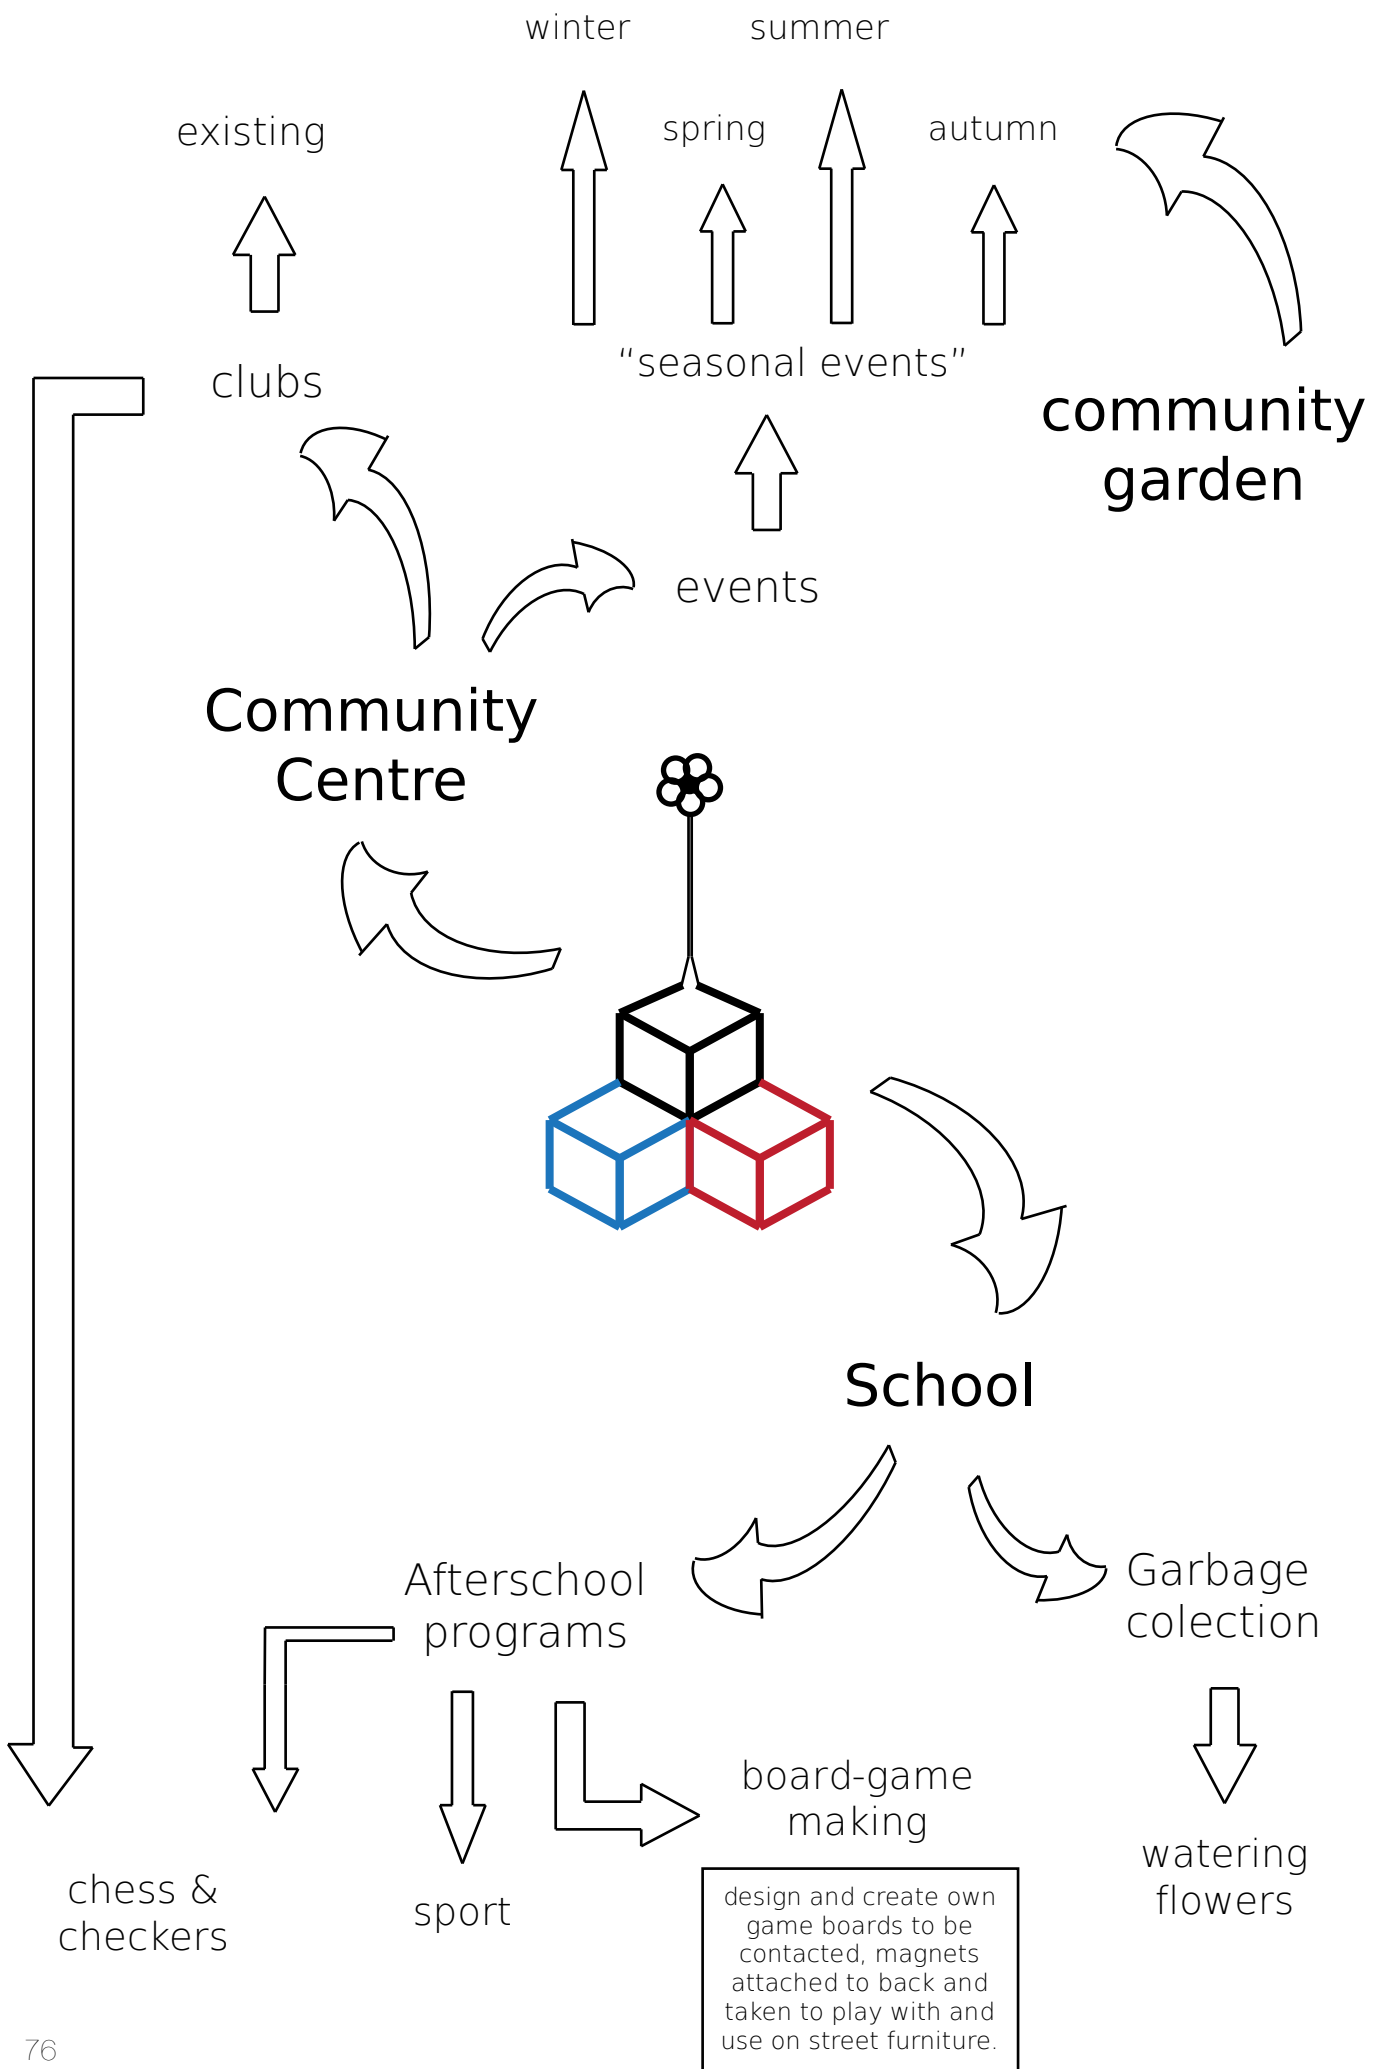 winter
summer
existing
spring
autumn
clubs
“seasonal events”
community
garden
events
Community
Centre
School
Afterschool
programs
Garbage
colection
board-game
making
watering
flowers
chess &
checkers
sport
design and create own
game boards to be
contacted, magnets
attached to back and
taken to play with and
use on street furniture.
76